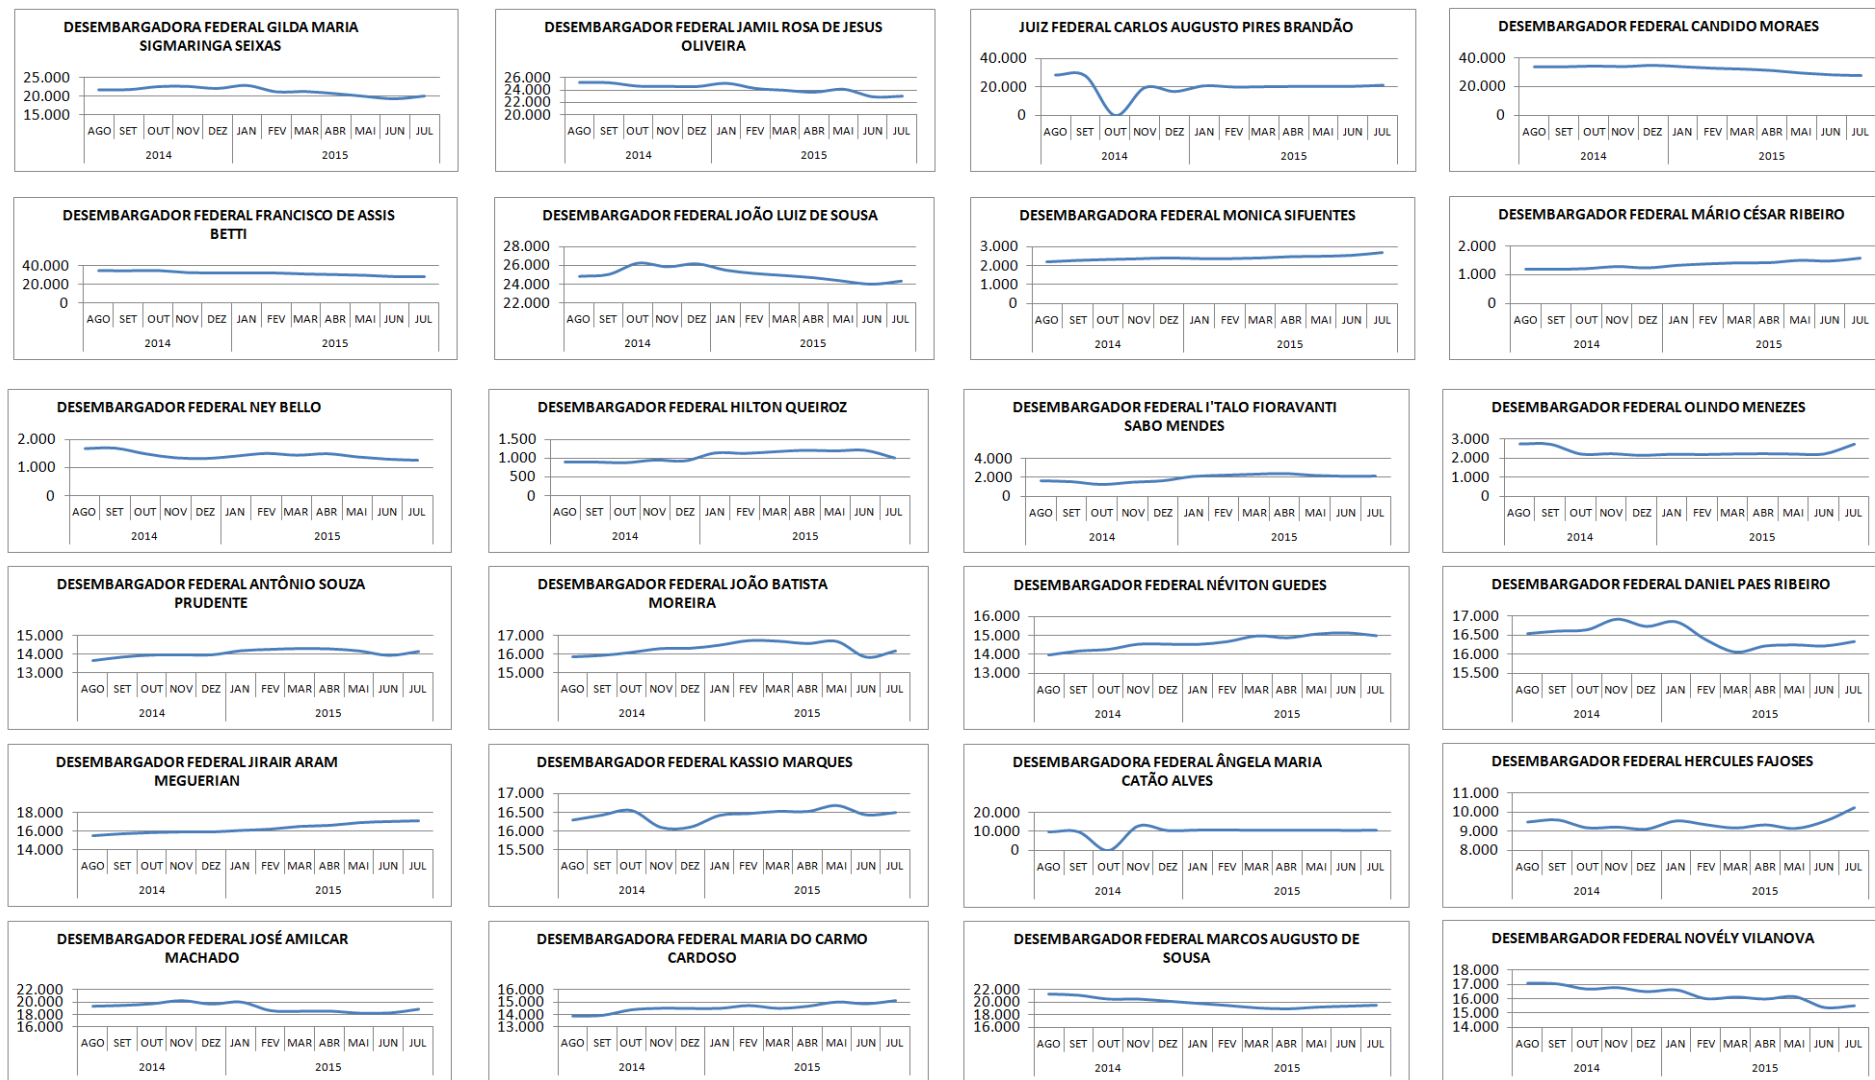 DESEMBARGADORA FEDERAL GILDA MARIA
SIGMARINGA SEIXAS
25.000
20.000
15.000
AGO SET OUT NOV DEZ JAN FEV MAR ABR MAI JUN JUL
2014 2015
DESEMBARGADOR FEDERAL JAMIL ROSA DE JESUS
OLIVEIRA
26.000
24.000
22.000
20.000
AGO SET OUT NOV DEZ JAN FEV MAR ABR MAI JUN JUL
2014 2015
JUIZ FEDERAL CARLOS AUGUSTO PIRES BRANDÃO
40.000
20.000
0
AGO SET OUT NOV DEZ JAN FEV MAR ABR MAI JUN JUL
2014 2015
DESEMBARGADOR FEDERAL CANDIDO MORAES
40.000
20.000
0
AGO SET OUT NOV DEZ JAN FEV MAR ABR MAI JUN JUL
2014 2015
DESEMBARGADOR FEDERAL FRANCISCO DE ASSIS
BETTI
40.000
20.000
0
AGO SET OUT NOV DEZ JAN FEV MAR ABR MAI JUN JUL
2014 2015
DESEMBARGADOR FEDERAL JOÃO LUIZ DE SOUSA
28.000
26.000
24.000
22.000
AGO SET OUT NOV DEZ JAN FEV MAR ABR MAI JUN JUL
2014 2015
DESEMBARGADORA FEDERAL MONICA SIFUENTES
3.000
2.000
1.000
0
AGO SET OUT NOV DEZ JAN FEV MAR ABR MAI JUN JUL
2014 2015
DESEMBARGADOR FEDERAL MÁRIO CÉSAR RIBEIRO
2.000
1.000
0
AGO SET OUT NOV DEZ JAN FEV MAR ABR MAI JUN JUL
2014 2015
DESEMBARGADOR FEDERAL NEY BELLO
2.000
1.000
0
AGO SET OUT NOV DEZ JAN FEV MAR ABR MAI JUN JUL
2014 2015
DESEMBARGADOR FEDERAL HILTON QUEIROZ
1.500
1.000
500
0
AGO SET OUT NOV DEZ JAN FEV MAR ABR MAI JUN JUL
2014 2015
DESEMBARGADOR FEDERAL I'TALO FIORAVANTI
SABO MENDES
4.000
2.000
0
AGO SET OUT NOV DEZ JAN FEV MAR ABR MAI JUN JUL
2014 2015
DESEMBARGADOR FEDERAL OLINDO MENEZES
3.000
2.000
1.000
0
AGO SET OUT NOV DEZ JAN FEV MAR ABR MAI JUN JUL
2014 2015
DESEMBARGADOR FEDERAL ANTÔNIO SOUZA
PRUDENTE
15.000
14.000
13.000
AGO SET OUT NOV DEZ JAN FEV MAR ABR MAI JUN JUL
2014 2015
DESEMBARGADOR FEDERAL JOÃO BATISTA
MOREIRA
17.000
16.000
15.000
AGO SET OUT NOV DEZ JAN FEV MAR ABR MAI JUN JUL
2014 2015
DESEMBARGADOR FEDERAL NÉVITON GUEDES
16.000
15.000
14.000
13.000
AGO SET OUT NOV DEZ JAN FEV MAR ABR MAI JUN JUL
2014 2015
DESEMBARGADOR FEDERAL DANIEL PAES RIBEIRO
17.000
16.500
16.000
15.500
AGO SET OUT NOV DEZ JAN FEV MAR ABR MAI JUN JUL
2014 2015
DESEMBARGADOR FEDERAL JIRAIR ARAM
MEGUERIAN
18.000
16.000
14.000
AGO SET OUT NOV DEZ JAN FEV MAR ABR MAI JUN JUL
2014 2015
DESEMBARGADOR FEDERAL KASSIO MARQUES
17.000
16.500
16.000
15.500
AGO SET OUT NOV DEZ JAN FEV MAR ABR MAI JUN JUL
2014 2015
DESEMBARGADORA FEDERAL ÂNGELA MARIA
CATÃO ALVES
20.000
10.000
0
AGO SET OUT NOV DEZ JAN FEV MAR ABR MAI JUN JUL
2014 2015
DESEMBARGADOR FEDERAL HERCULES FAJOSES
11.000
10.000
9.000
8.000
AGO SET OUT NOV DEZ JAN FEV MAR ABR MAI JUN JUL
2014 2015
DESEMBARGADOR FEDERAL JOSÉ AMILCAR
MACHADO
22.000
20.000
18.000
16.000
AGO SET OUT NOV DEZ JAN FEV MAR ABR MAI JUN JUL
2014 2015
DESEMBARGADORA FEDERAL MARIA DO CARMO
CARDOSO
16.000
15.000
14.000
13.000
AGO SET OUT NOV DEZ JAN FEV MAR ABR MAI JUN JUL
2014 2015
DESEMBARGADOR FEDERAL MARCOS AUGUSTO DE
SOUSA
22.000
20.000
18.000
16.000
AGO SET OUT NOV DEZ JAN FEV MAR ABR MAI JUN JUL
2014 2015
DESEMBARGADOR FEDERAL NOVÉLY VILANOVA
18.000
17.000
16.000
15.000
14.000
AGO SET OUT NOV DEZ JAN FEV MAR ABR MAI JUN JUL
2014 2015